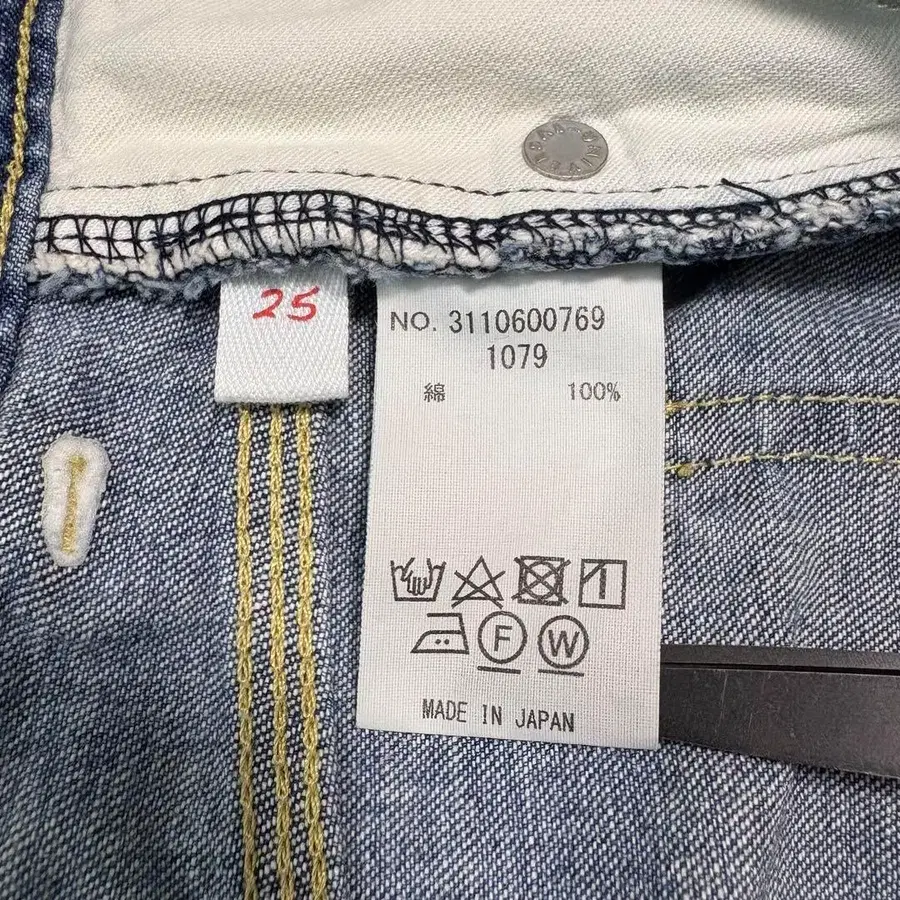 25
NO. 3110600769
1079
綿 100%
F W
MADE IN JAPAN